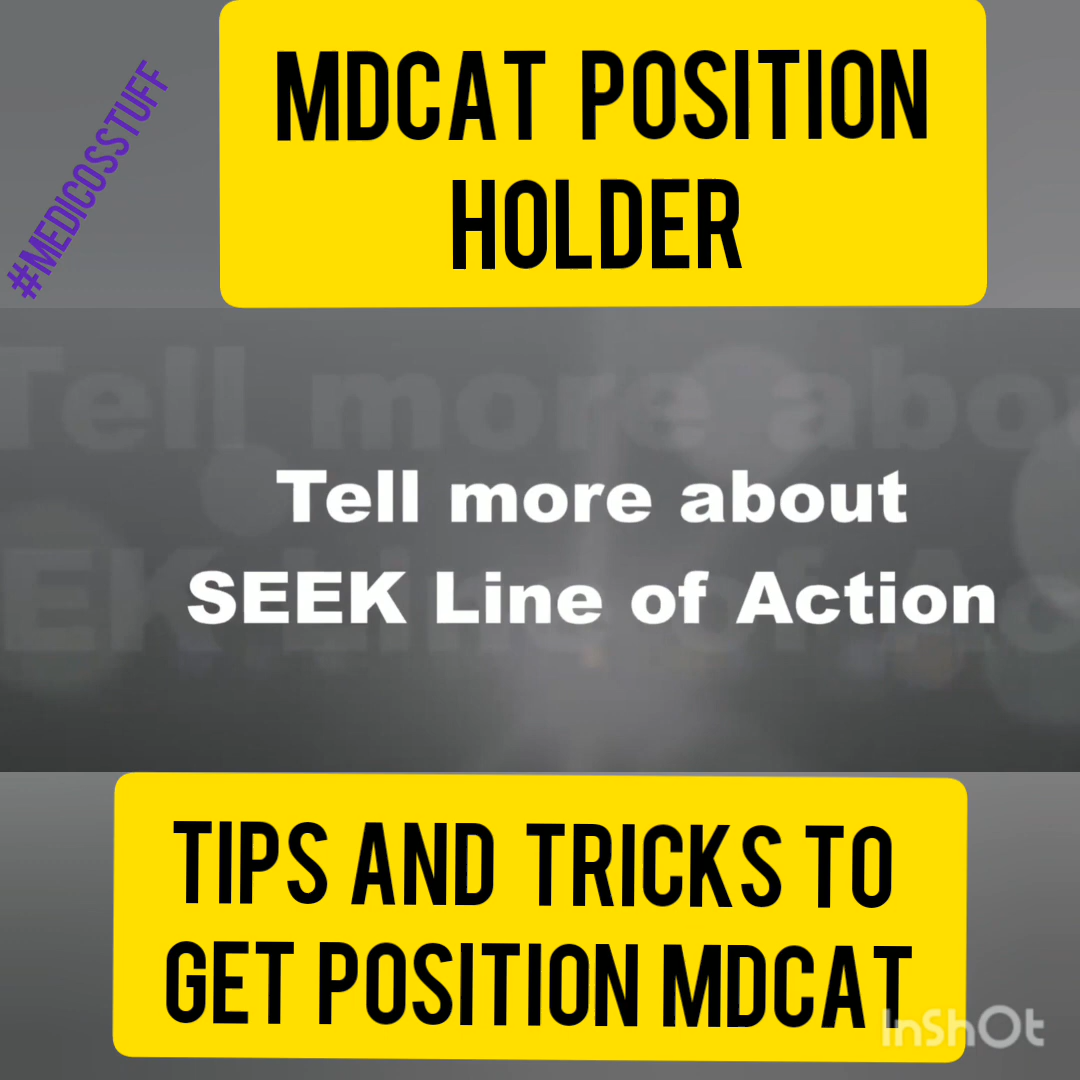 #MEDICOSSTUFF
MDCAT POSITION
HOLDER
Tell more about
SEEK Line of Action
TIPS AND TRICKS TO
GET POSITION MDCAT
InShOt